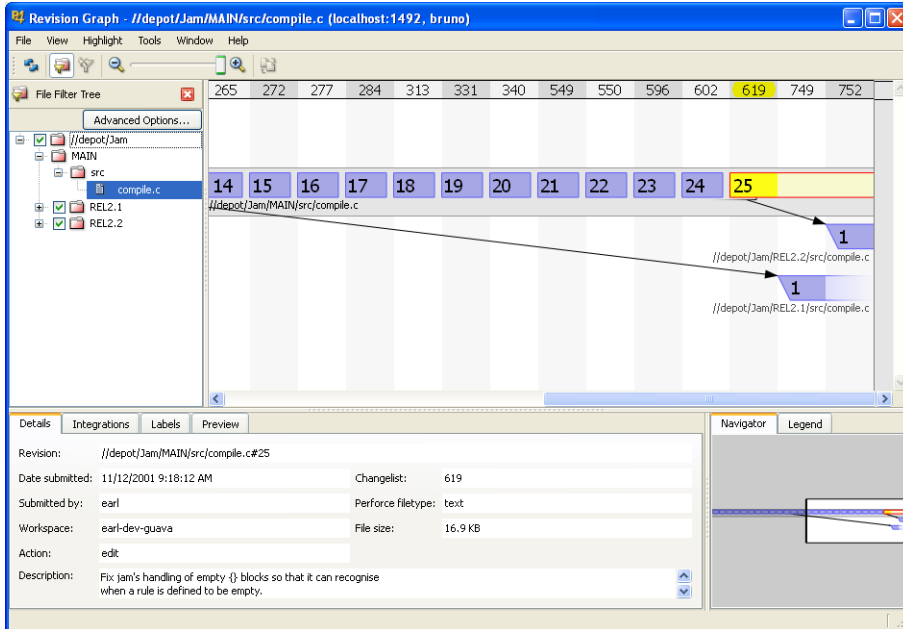 Revision Graph - //depot/Jam/MAIN/src/compile.c (localhost:1492, bruno)
File View Highlight Tools Window Help
File Filter Tree
Advanced Options...
//depot/Jam
MAIN
src
compile.c
REL2.1
REL2.2
265 272 277 284 313 331 340 549 550 596 602 619 749 752
14 15 16 17 18 19 20 21 22 23 24 25
//depot/Jam/MAIN/src/compile.c
1
//depot/Jam/REL2.2/src/compile.c
1
//depot/Jam/REL2.1/src/compile.c
Details Integrations Labels Preview
Revision: //depot/Jam/MAIN/src/compile.c#25
Date submitted: 11/12/2001 9:18:12 AM Changelist: 619
Submitted by: earl Perforce filetype: text
Workspace: earl-dev-guava File size: 16.9 KB
Action: edit
Description: Fix jam's handling of empty {} blocks so that it can recognise
when a rule is defined to be empty.
Navigator Legend